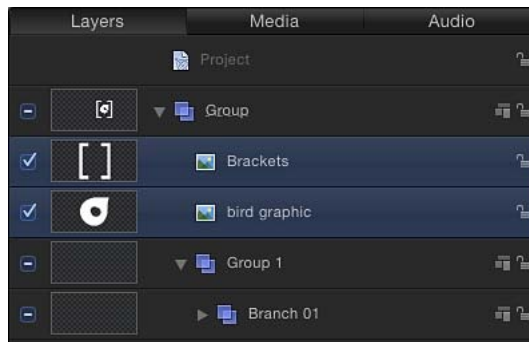 Layers Media Audio
Project
Group
Brackets
bird graphic
Group 1
Branch 01